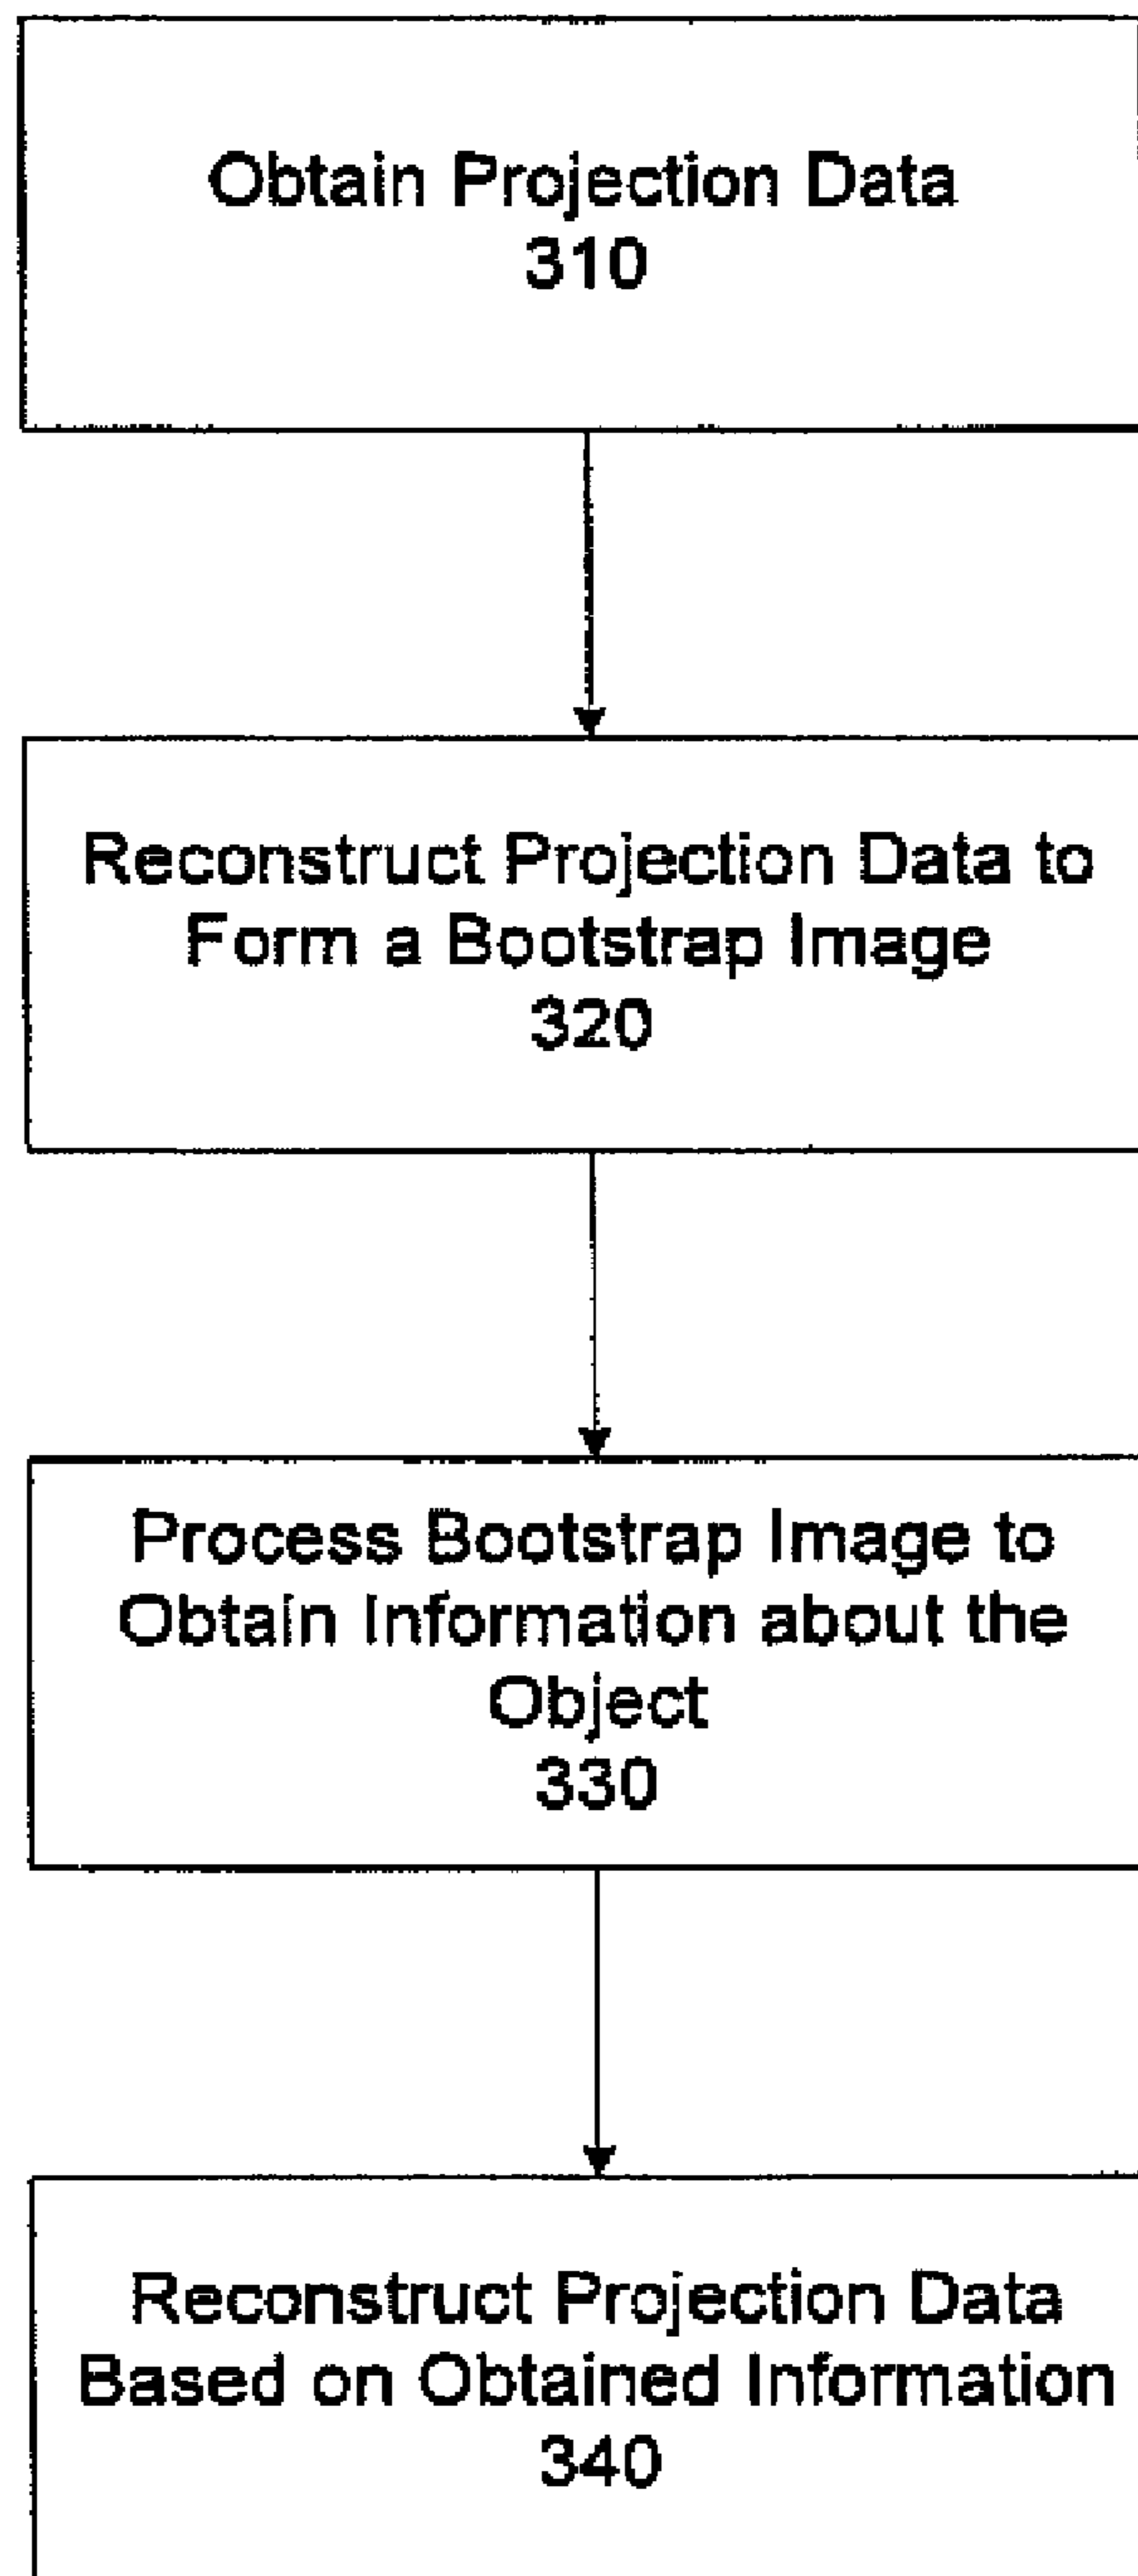 Obtain Projection Data
310
Reconstruct Projection Data to
Form a Bootstrap Image
320
Process Bootstrap Image to
Obtain Information about the
Object
330
Reconstruct Projection Data
Based on Obtained Information
340